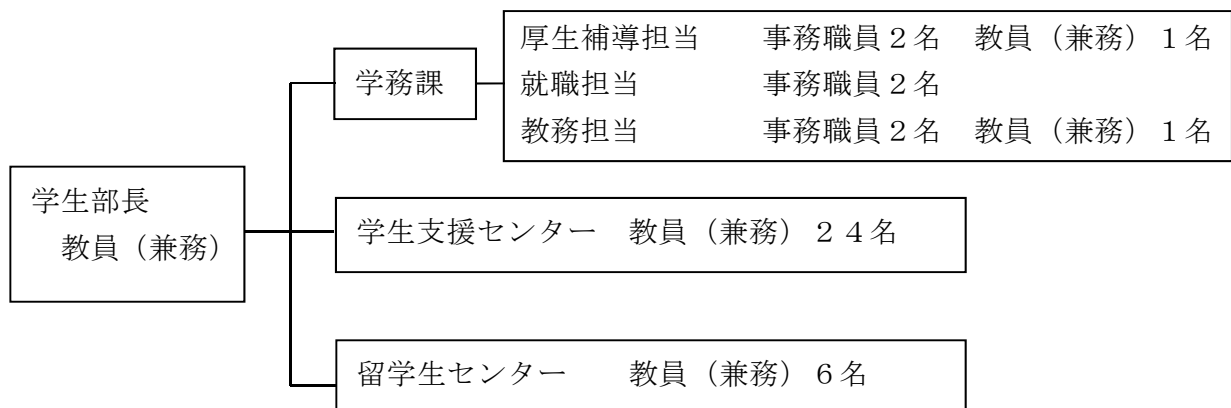 厚生補導担当　　事務職員２名　教員（兼務）１名
学務課
就職担当　　　　事務職員２名
教務担当　　　　事務職員２名　教員（兼務）１名
学生部長
教員（兼務）
学生支援センター　教員（兼務）２４名
留学生センター　　教員（兼務）６名